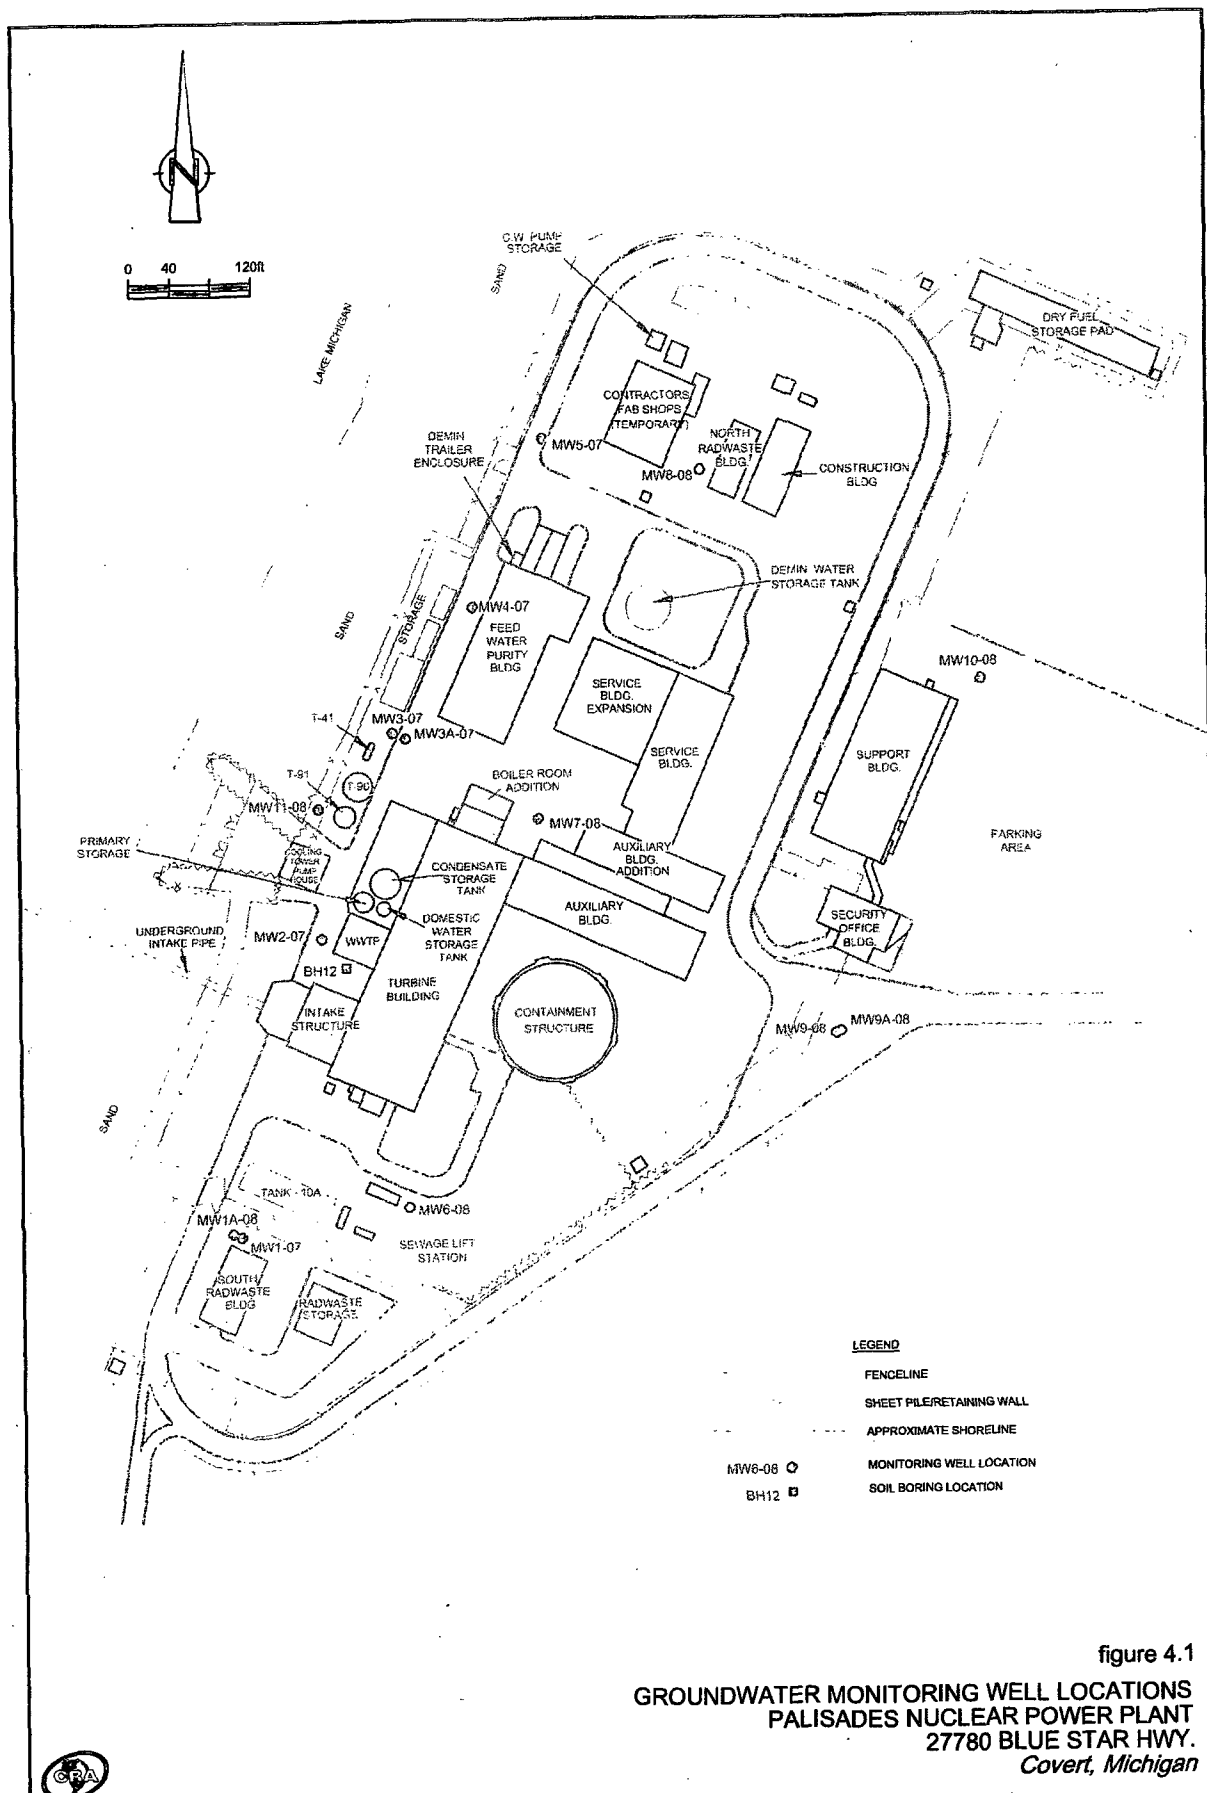 N
0 40 120ft
LAKE MICHIGAN
SAND
C.W. PUMP
STORAGE
DRY FUEL
STORAGE PAD
CONTRACTORS
FAB SHOPS
(TEMPORARY)
MW5-07
DEMIN
TRAILER
ENCLOSURE
NORTH
RADWASTE
BLDG.
MW8-08
CONSTRUCTION
BLDG
DEMIN WATER
STORAGE TANK
MW4-07
STORAGE
SAND
FEED
WATER
PURITY
BLDG
MW10-08
SERVICE
BLDG.
EXPANSION
T-41
MW3-07
MW3A-07
SERVICE
BLDG.
SUPPORT
BLDG.
BOILER ROOM
ADDITION
T-91
T-90
MW11-08
MW7-08
PARKING
AREA
PRIMARY
STORAGE
COOLING
TOWER
PUMP
HOUSE
AUXILIARY
BLDG.
ADDITION
CONDENSATE
STORAGE
TANK
AUXILIARY
BLDG.
SECURITY
OFFICE
BLDG.
DOMESTIC
WATER
STORAGE
TANK
UNDERGROUND
INTAKE PIPE
MW2-07
WWTP
BH12
TURBINE
BUILDING
INTAKE
STRUCTURE
CONTAINMENT
STRUCTURE
MW9-08
MW9A-08
SAND
TANK - 10A
MW6-08
MW1A-08
MW1-07
SEWAGE LIFT
STATION
SOUTH
RADWASTE
BLDG
RADWASTE
STORAGE
LEGEND
FENCELINE
SHEET PILE/RETAINING WALL
APPROXIMATE SHORELINE
MW6-08 MONITORING WELL LOCATION
BH12 SOIL BORING LOCATION
figure 4.1
GROUNDWATER MONITORING WELL LOCATIONS
PALISADES NUCLEAR POWER PLANT
27780 BLUE STAR HWY.
Covert, Michigan
CRA